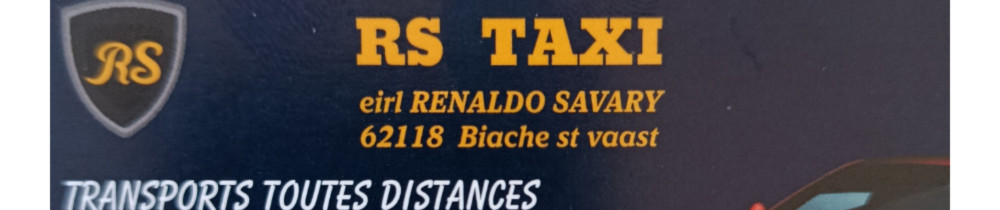 RS
RS TAXI
eirl RENALDO SAVARY
62118 Biache st vaast
TRANSPORTS TOUTES DISTANCES